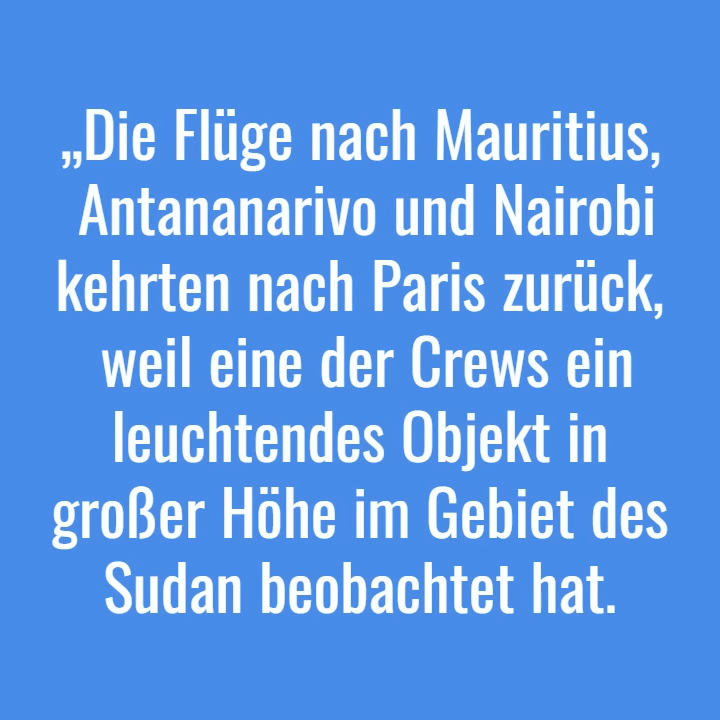 „Die Flüge nach Mauritius,
Antananarivo und Nairobi
kehrten nach Paris zurück,
weil eine der Crews ein
leuchtendes Objekt in
großer Höhe im Gebiet des
Sudan beobachtet hat.